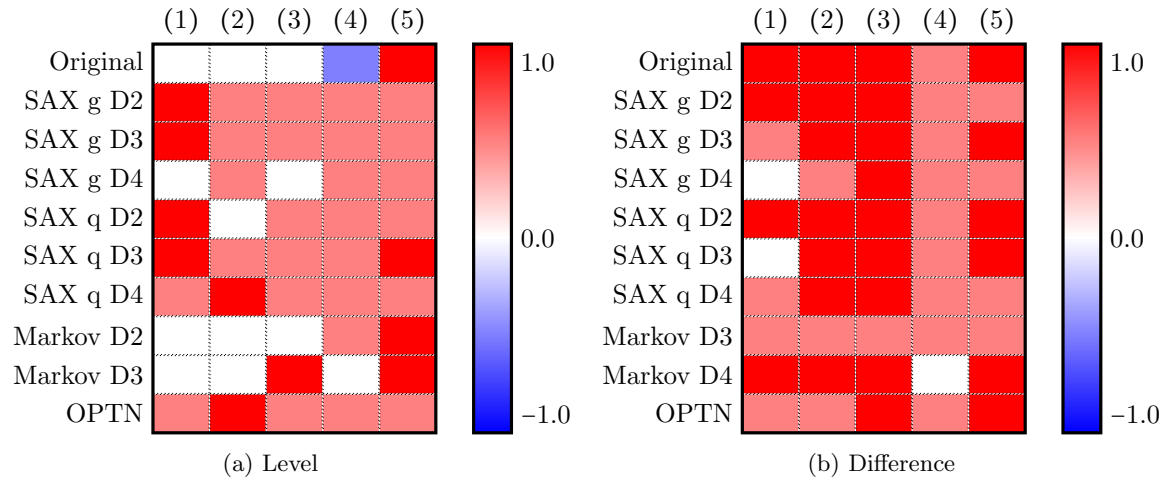 (1) (2) (3) (4) (5)
Original
SAX g D2
SAX g D3
SAX g D4
SAX q D2
SAX q D3
SAX q D4
Markov D2
Markov D3
OPTN
1.0
0.0
−1.0
(a) Level
(1) (2) (3) (4) (5)
Original
SAX g D2
SAX g D3
SAX g D4
SAX q D2
SAX q D3
SAX q D4
Markov D3
Markov D4
OPTN
1.0
0.0
−1.0
(b) Difference